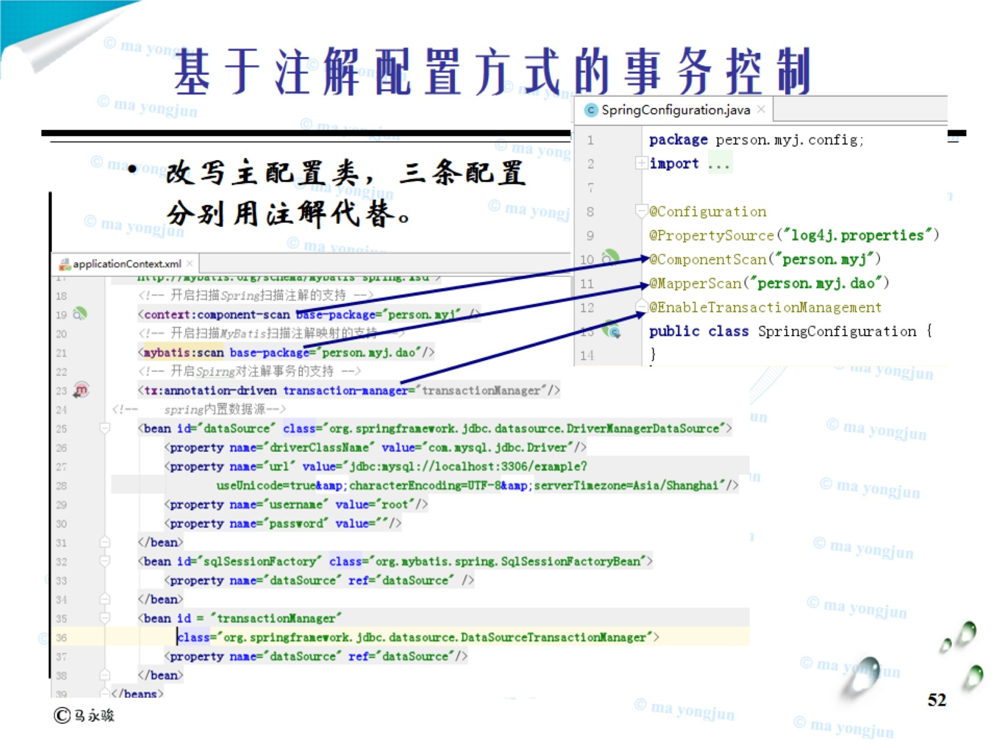 基于注解配置方式的事务控制
• 改写主配置类，三条配置
分别用注解代替。
SpringConfiguration.java
1 package person.myj.config;
2 import ...
7
8 @Configuration
9 @PropertySource("log4j.properties")
10 @ComponentScan("person.myj")
11 @MapperScan("person.myj.dao")
12 @EnableTransactionManagement
13 public class SpringConfiguration {
14 }
applicationContext.xml
17 http://mybatis.org/schema/mybatis-spring.xsd">
18 <!-- 开启扫描Spring扫描注解的支持 -->
19 <context:component-scan base-package="person.myj" />
20 <!-- 开启扫描MyBatis扫描注解映射的支持 -->
21 <mybatis:scan base-package="person.myj.dao"/>
22 <!-- 开启Spirng对注解事务的支持 -->
23 <tx:annotation-driven transaction-manager="transactionManager"/>
24 <!-- spring内置数据源-->
25 <bean id="dataSource" class="org.springframework.jdbc.datasource.DriverManagerDataSource">
26 <property name="driverClassName" value="com.mysql.jdbc.Driver"/>
27 <property name="url" value="jdbc:mysql://localhost:3306/example?
28 useUnicode=true&amp;characterEncoding=UTF-8&amp;serverTimezone=Asia/Shanghai"/>
29 <property name="username" value="root"/>
30 <property name="password" value=""/>
31 </bean>
32 <bean id="sqlSessionFactory" class="org.mybatis.spring.SqlSessionFactoryBean">
33 <property name="dataSource" ref="dataSource" />
34 </bean>
35 <bean id = "transactionManager"
36 class="org.springframework.jdbc.datasource.DataSourceTransactionManager">
37 <property name="dataSource" ref="dataSource"/>
38 </bean>
39 </beans>
©马永骏
52
© ma yongjun